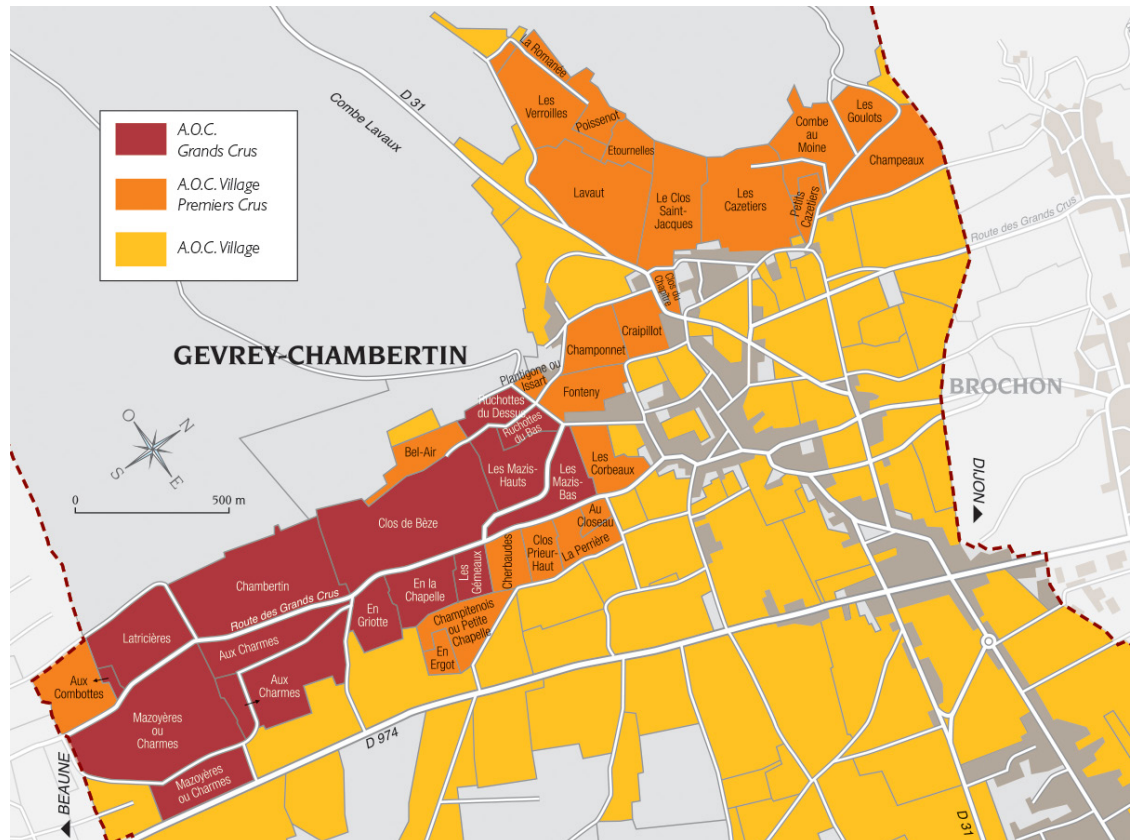 A.O.C.
Grands Crus
A.O.C. Village
Premiers Crus
A.O.C. Village
D 31
Combe Lavaux
La Romanée
Les
Verroilles
Poissenot
Etournelles
Lavaut
Le Clos
Saint-
Jacques
Les
Cazetiers
Petits
Cazetiers
Combe
au
Moine
Les
Goulots
Champeaux
Route des Grands Crus
Clos du
Chapître
Craipillot
Champonnet
Fonteny
GEVREY-CHAMBERTIN
Plantigone ou
Issart
Ruchottes
du Dessus
Ruchottes
du Bas
Bel-Air
Les Mazis-
Hauts
Les
Mazis-
Bas
Les
Corbeaux
BROCHON
DIJON
O
N
S
E
0
500 m
Clos de Bèze
Au
Closeau
La Perrière
Clos
Prieur-
Haut
Cherbaudes
Les
Gémeaux
En la
Chapelle
Chambertin
Route des Grands Crus
En
Griotte
Champitenois
ou Petite
Chapelle
En
Ergot
Latricières
Aux Charmes
Aux
Charmes
Aux
Combottes
Mazoyères
ou Charmes
Mazoyères
ou Charmes
D 974
BEAUNE
D 31